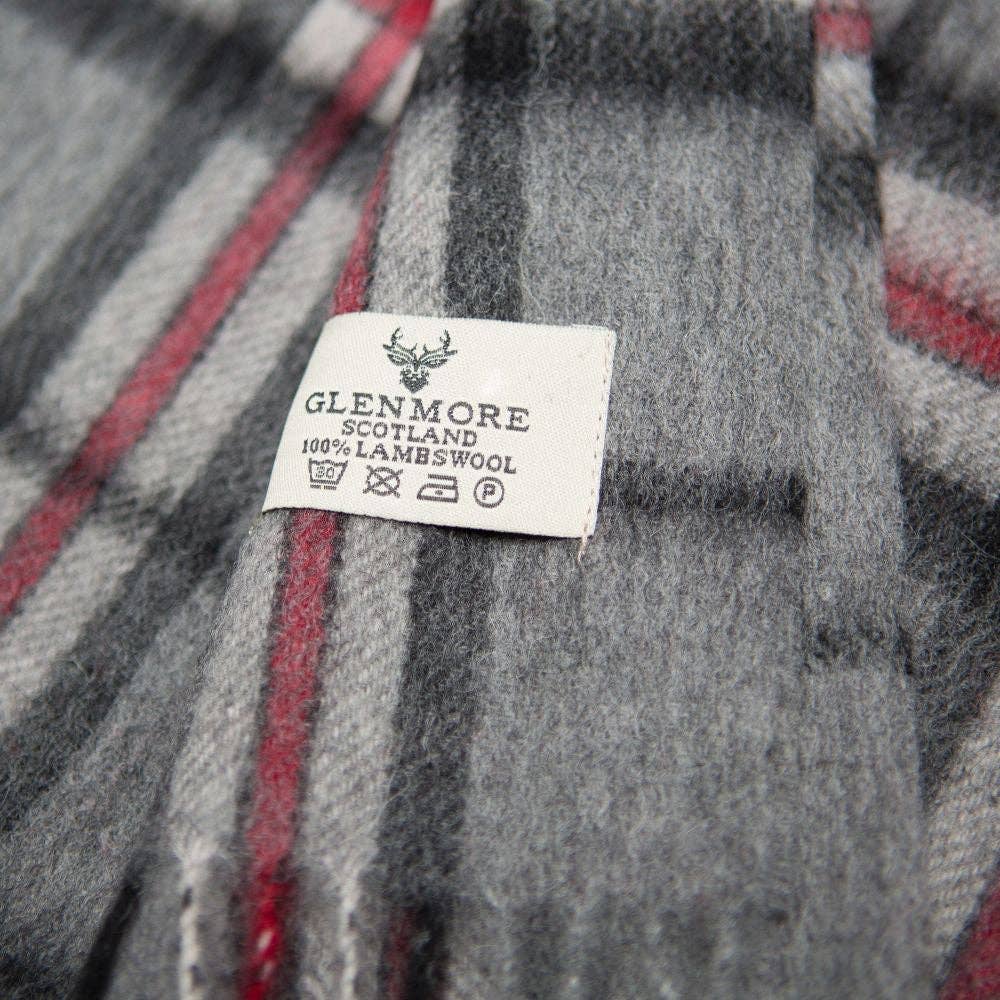 GLENMORE
SCOTLAND
100% LAMBSWOOL
30 P